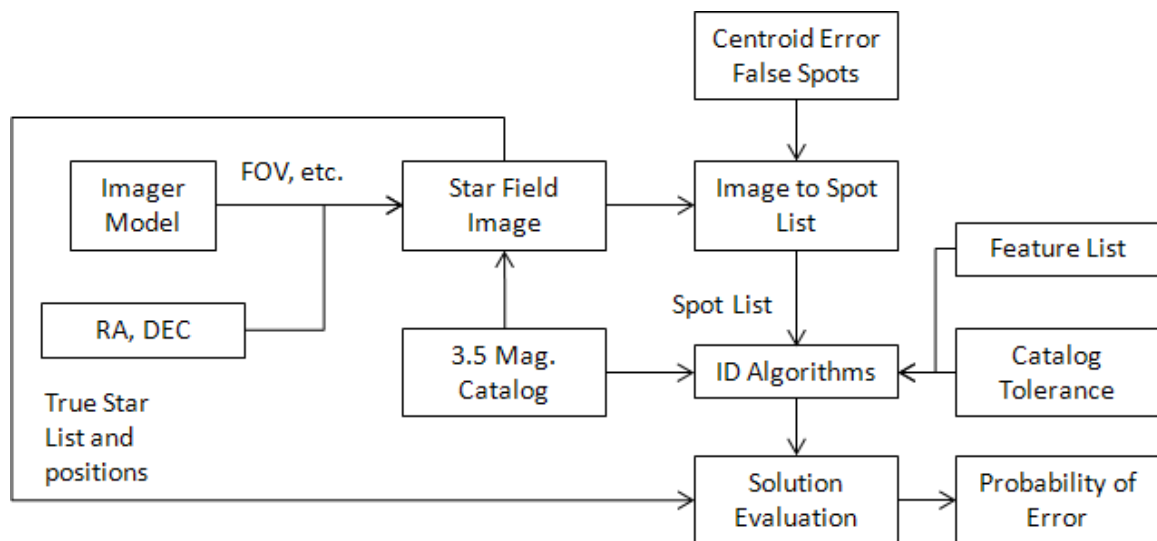 Centroid Error
False Spots
FOV, etc.
Imager
Model
Star Field
Image
Image to Spot
List
Feature List
RA, DEC
Spot List
3.5 Mag.
Catalog
ID Algorithms
Catalog
Tolerance
True Star
List and
positions
Solution
Evaluation
Probability of
Error